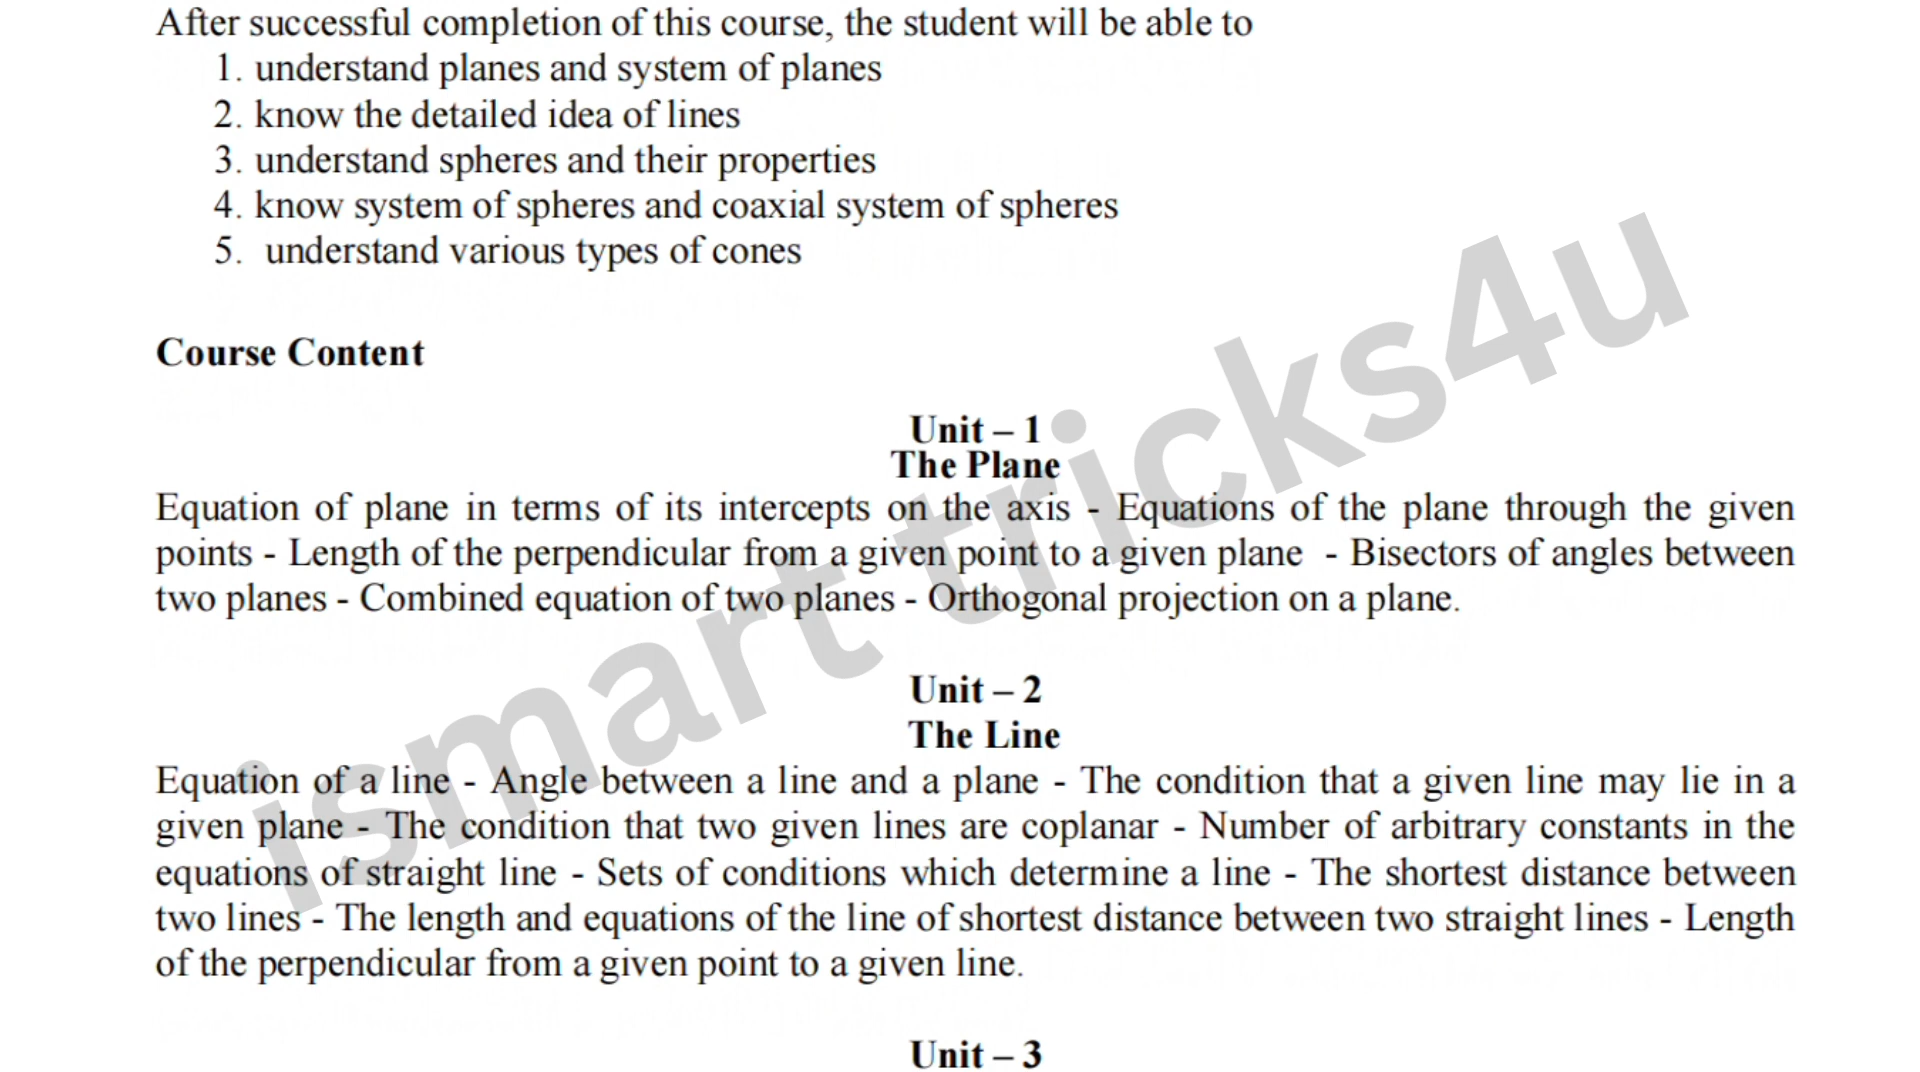 After successful completion of this course, the student will be able to
1. understand planes and system of planes
2. know the detailed idea of lines
3. understand spheres and their properties
4. know system of spheres and coaxial system of spheres
5. understand various types of cones
Course Content
Unit – 1
The Plane
Equation of plane in terms of its intercepts on the axis - Equations of the plane through the given
points - Length of the perpendicular from a given point to a given plane - Bisectors of angles between
two planes - Combined equation of two planes - Orthogonal projection on a plane.
Unit – 2
The Line
Equation of a line - Angle between a line and a plane - The condition that a given line may lie in a
given plane - The condition that two given lines are coplanar - Number of arbitrary constants in the
equations of straight line - Sets of conditions which determine a line - The shortest distance between
two lines - The length and equations of the line of shortest distance between two straight lines - Length
of the perpendicular from a given point to a given line.
Unit – 3
ismart tricks4u